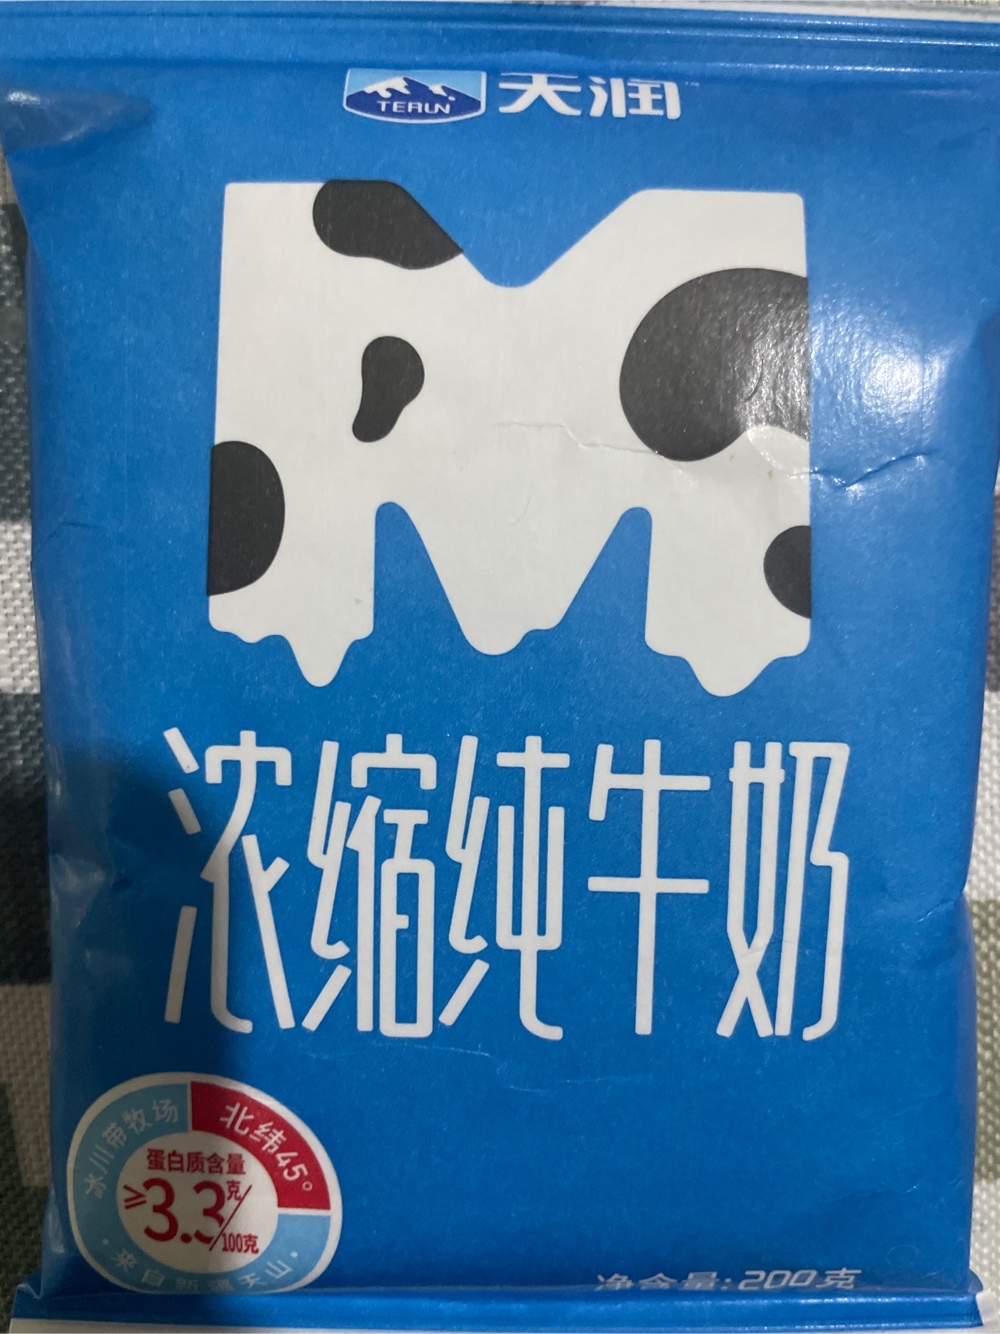 TERUN 天润
浓缩纯牛奶
冰川带牧场
北纬45°
蛋白质含量
≥3.3克/100克
·来自新疆天山·
净含量:200克